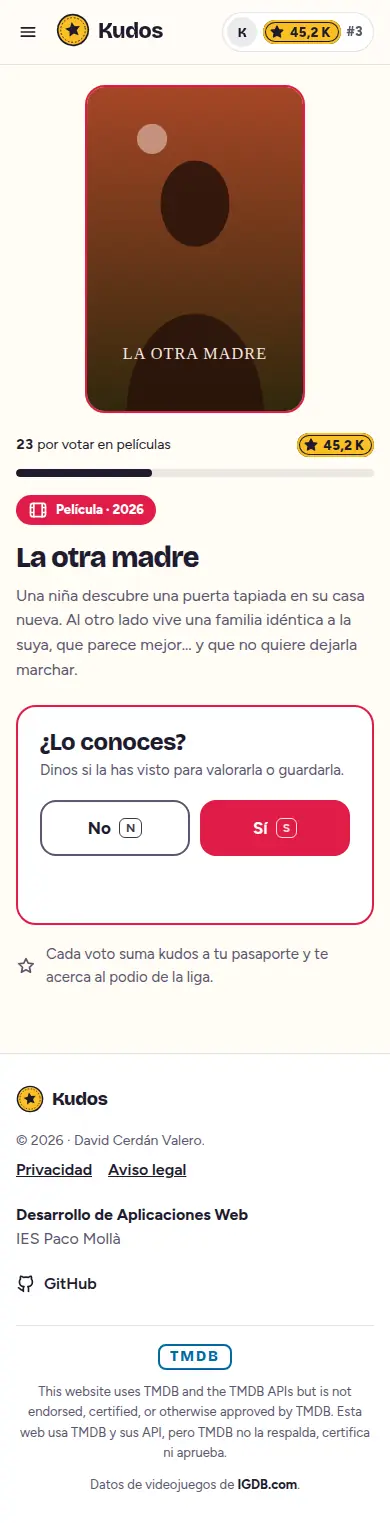 Kudos
K 45,2 K #3
LA OTRA MADRE
23 por votar en películas 45,2 K
Película · 2026
La otra madre
Una niña descubre una puerta tapiada en su casa
nueva. Al otro lado vive una familia idéntica a la
suya, que parece mejor... y que no quiere dejarla
marchar.
¿Lo conoces?
Dinos si la has visto para valorarla o guardarla.
No N Sí S
Cada voto suma kudos a tu pasaporte y te
acerca al podio de la liga.
Kudos
© 2026 · David Cerdán Valero.
Privacidad Aviso legal
Desarrollo de Aplicaciones Web
IES Paco Mollà
GitHub
TMDB
This website uses TMDB and the TMDB APIs but is not
endorsed, certified, or otherwise approved by TMDB. Esta
web usa TMDB y sus API, pero TMDB no la respalda, certifica
ni aprueba.
Datos de videojuegos de IGDB.com.